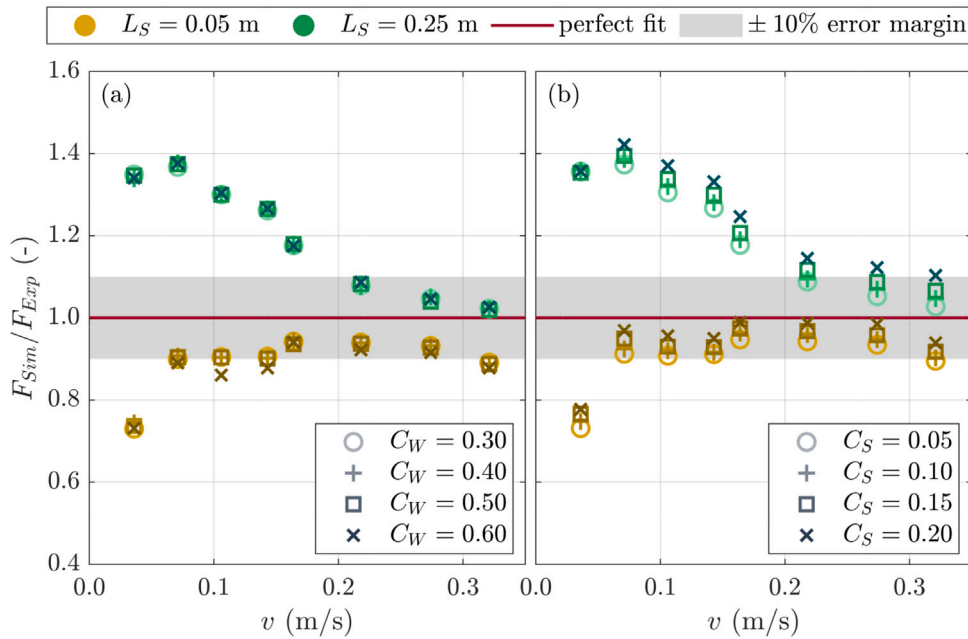 L_S = 0.05 m L_S = 0.25 m perfect fit ± 10% error margin
(a) (b)
1.6
1.4
1.2
1.0
0.8
0.6
0.4
F_Sim/F_Exp (-)
C_W = 0.30
C_W = 0.40
C_W = 0.50
C_W = 0.60
C_S = 0.05
C_S = 0.10
C_S = 0.15
C_S = 0.20
0.0 0.1 0.2 0.3 0.0 0.1 0.2 0.3
v (m/s) v (m/s)